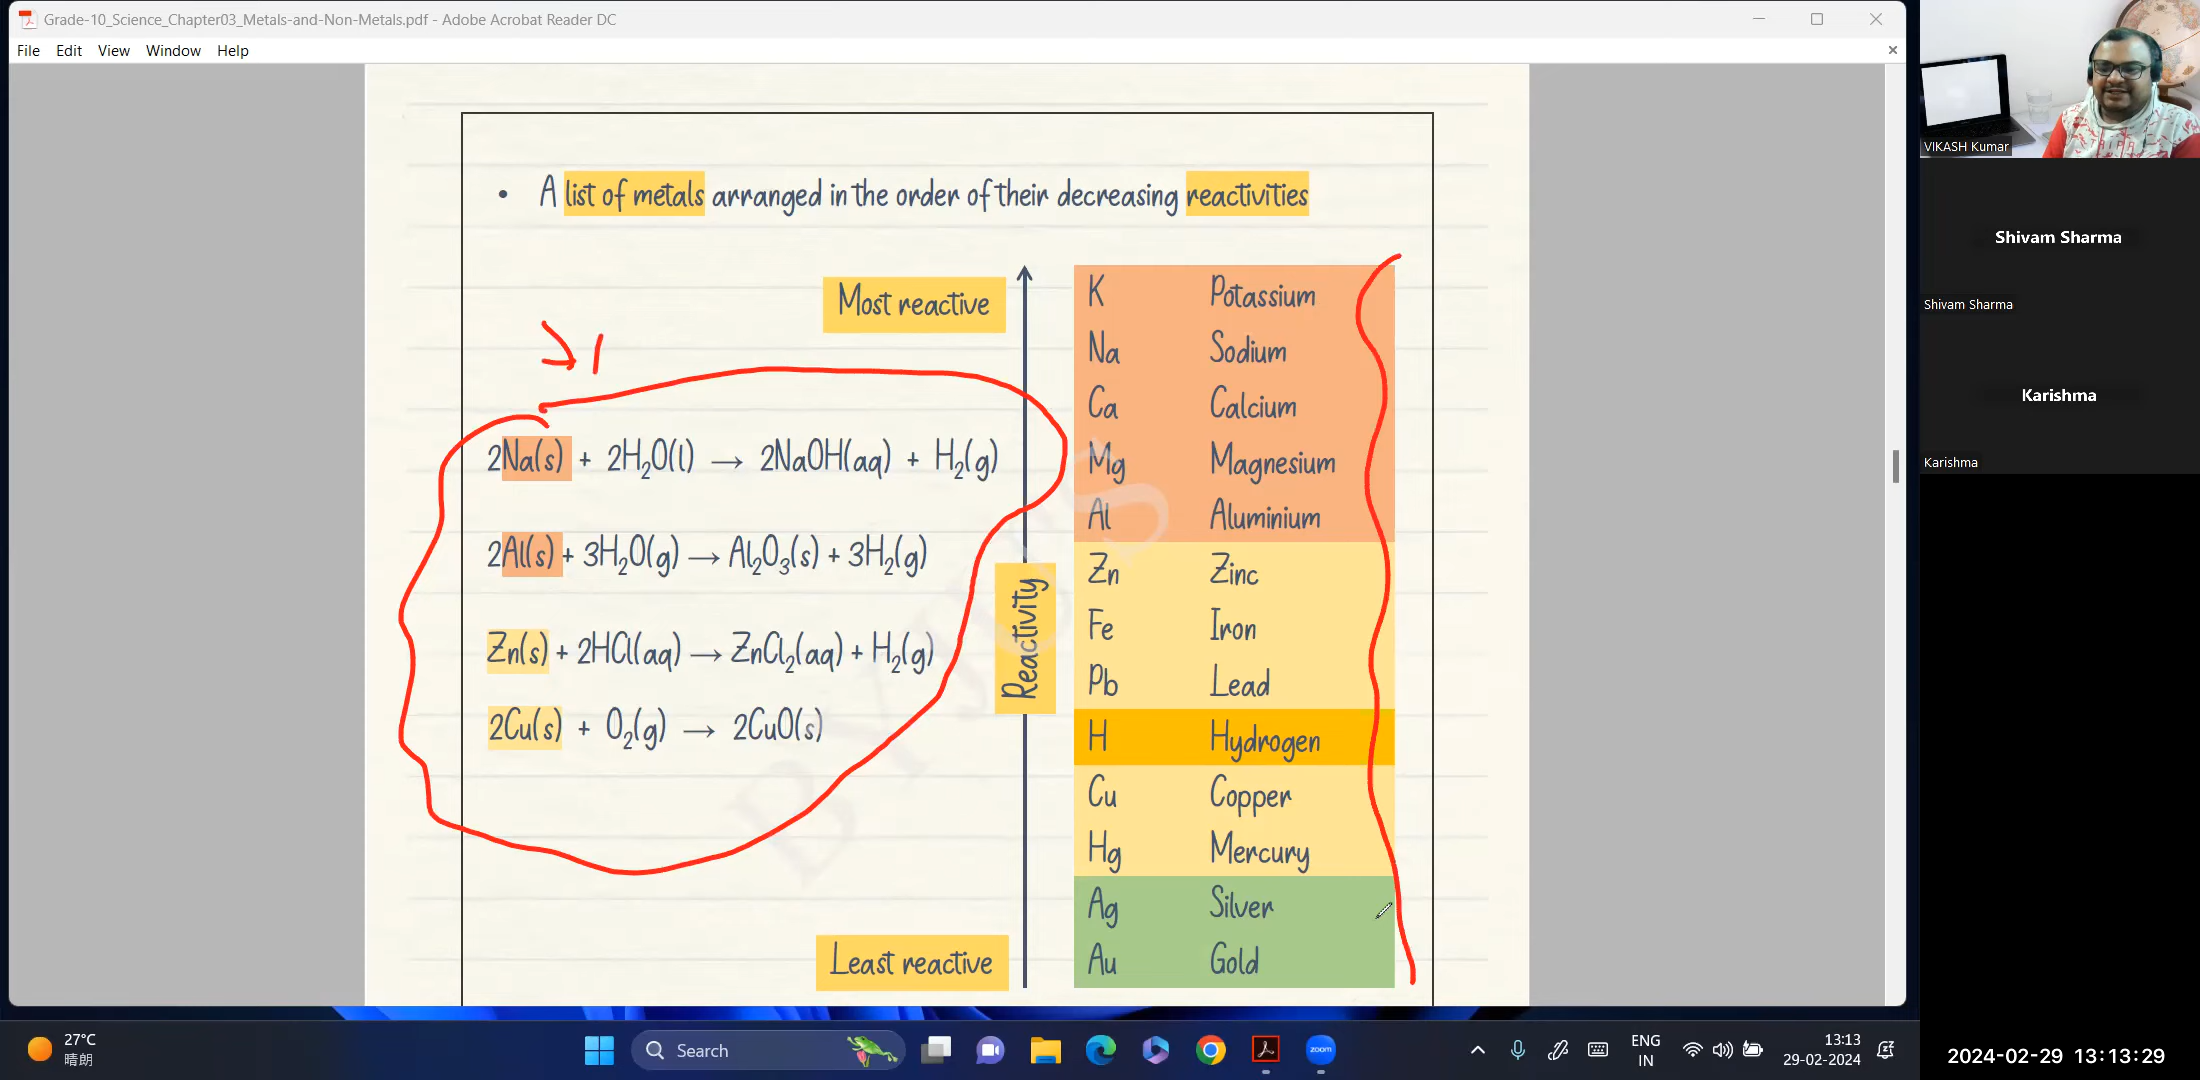 Grade-10_Science_Chapter03_Metals-and-Non-Metals.pdf - Adobe Acrobat Reader DC
File Edit View Window Help
• A list of metals arranged in the order of their decreasing reactivities
Most reactive
1
2Na(s) + 2H₂O(l) → 2NaOH(aq) + H₂(g)
2Al(s) + 3H₂O(g) → Al₂O₃(s) + 3H₂(g)
Zn(s) + 2HCl(aq) → ZnCl₂(aq) + H₂(g)
2Cu(s) + O₂(g) → 2CuO(s)
Reactivity
Least reactive
K Potassium
Na Sodium
Ca Calcium
Mg Magnesium
Al Aluminium
Zn Zinc
Fe Iron
Pb Lead
H Hydrogen
Cu Copper
Hg Mercury
Ag Silver
Au Gold
BYJU'S
VIKASH Kumar
Shivam Sharma
Shivam Sharma
Karishma
Karishma
27°C
晴朗
Search
zoom
ENG
IN
13:13
29-02-2024
2024-02-29 13:13:29